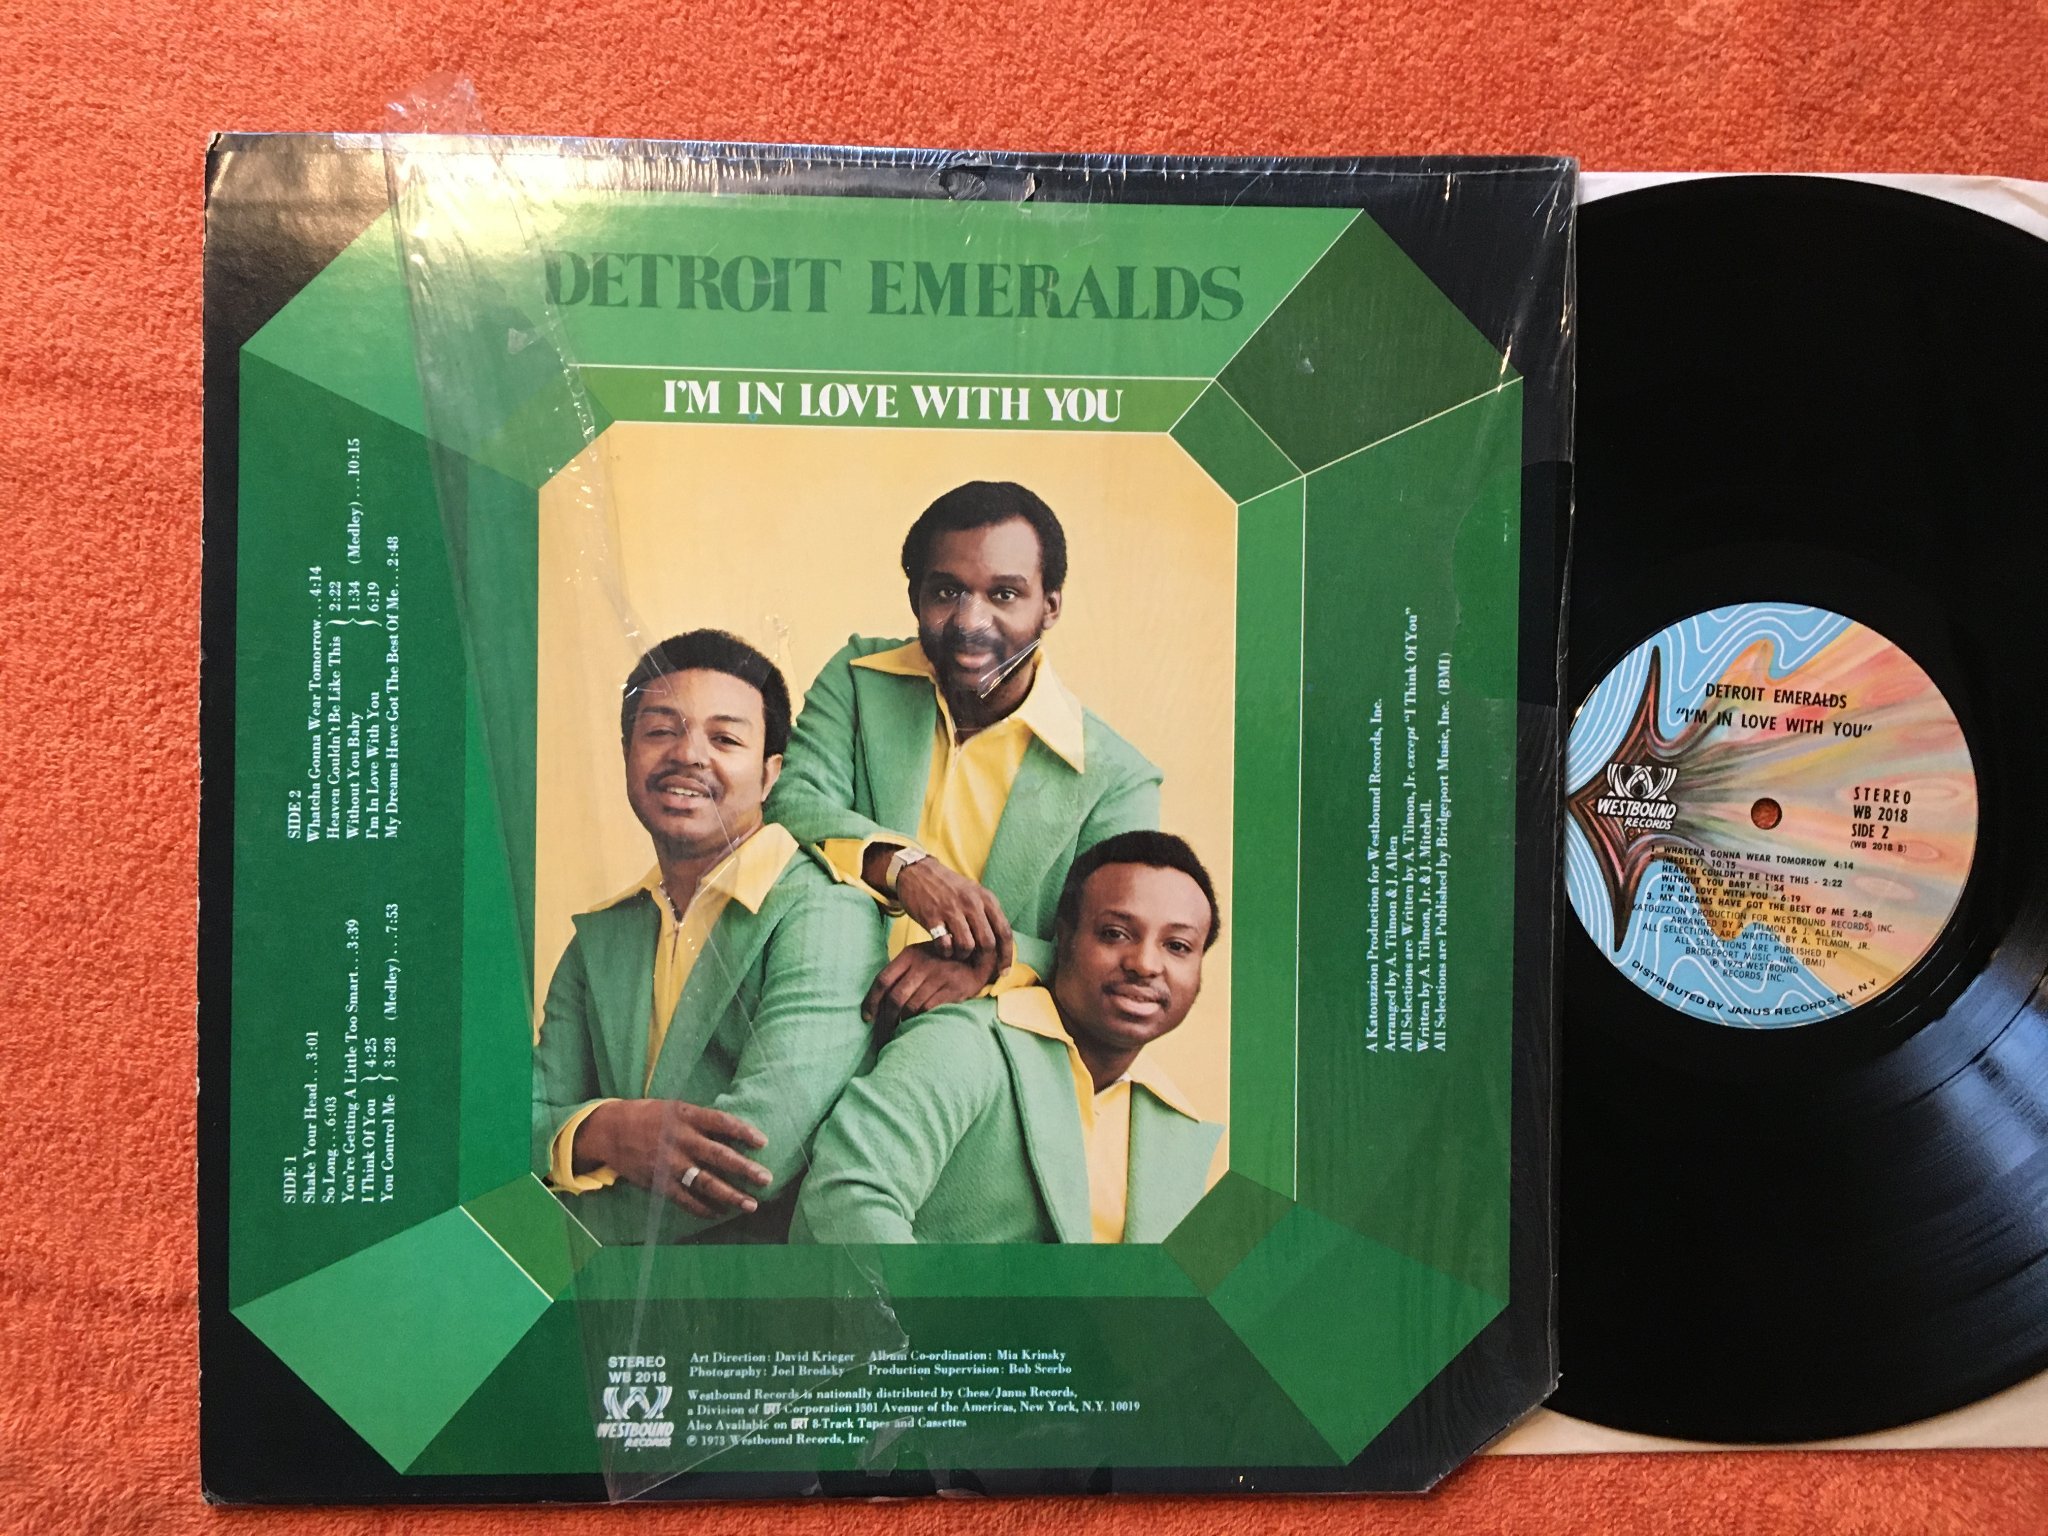 DETROIT EMERALDS
I'M IN LOVE WITH YOU
SIDE 1
Shake Your Head...3:01
So Long...6:03
You're Getting A Little Too Smart...3:39
I Think Of You } 4:25
You Control Me } 3:28 (Medley)...7:53
SIDE 2
Whatcha Gonna Wear Tomorrow...4:14
Heaven Couldn't Be Like This } 2:22
Without You Baby } 1:34 (Medley)...10:15
I'm In Love With You } 6:19
My Dreams Have Got The Best Of Me...2:48
A Katouzzion Production for Westbound Records, Inc.
Arranged by A. Tilmon & J. Allen
All Selections are Written by A. Tilmon, Jr. except "I Think Of You"
Written by A. Tilmon, Jr. & J. Mitchell.
All Selections are Published by Bridgeport Music, Inc. (BMI)
STEREO
WB 2018
WESTBOUND
RECORDS
Art Direction: David Krieger Album Co-ordination: Mia Krinsky
Photography: Joel Brodsky Production Supervision: Bob Scerbo
Westbound Records is nationally distributed by Chess/Janus Records,
a Division of GRT Corporation 1301 Avenue of the Americas, New York, N.Y. 10019
Also Available on GRT 8-Track Tapes and Cassettes
℗ 1973 Westbound Records, Inc.
DETROIT EMERALDS
"I'M IN LOVE WITH YOU"
WESTBOUND
RECORDS
STEREO
WB 2018
SIDE 2
(WB 2018 B)
1. WHATCHA GONNA WEAR TOMORROW 4:14
2. (MEDLEY) 10:15
HEAVEN COULDN'T BE LIKE THIS - 2:22
WITHOUT YOU BABY - 1:34
I'M IN LOVE WITH YOU - 6:19
3. MY DREAMS HAVE GOT THE BEST OF ME 2:48
KATOUZZION PRODUCTION FOR WESTBOUND RECORDS, INC.
ARRANGED BY A. TILMON & J. ALLEN
ALL SELECTIONS ARE WRITTEN BY A. TILMON, JR.
ALL SELECTIONS ARE PUBLISHED BY
BRIDGEPORT MUSIC, INC. (BMI)
℗ 1973 WESTBOUND
RECORDS, INC.
DISTRIBUTED BY JANUS RECORDS NY NY